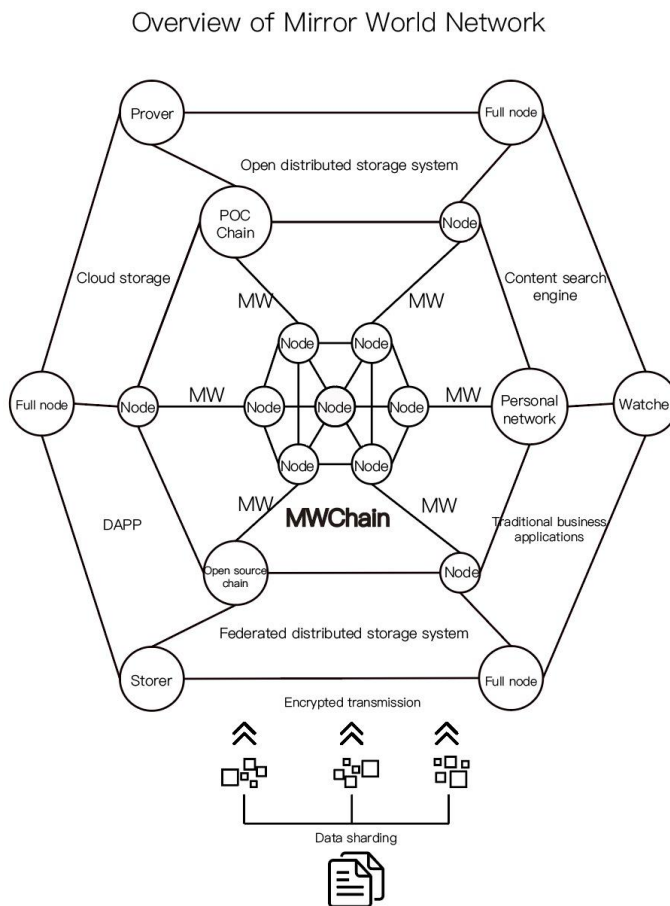 Overview of Mirror World Network
Prover
Full node
Open distributed storage system
POC
Chain
Node
Cloud storage
Content search
engine
MW
MW
Node
Node
Full node
Node
MW
Node
Node
Node
MW
Personal
network
Watcher
Node
Node
MW
MW
DAPP
MWChain
Traditional business
applications
Open source
chain
Node
Federated distributed storage system
Storer
Full node
Encrypted transmission
Data sharding